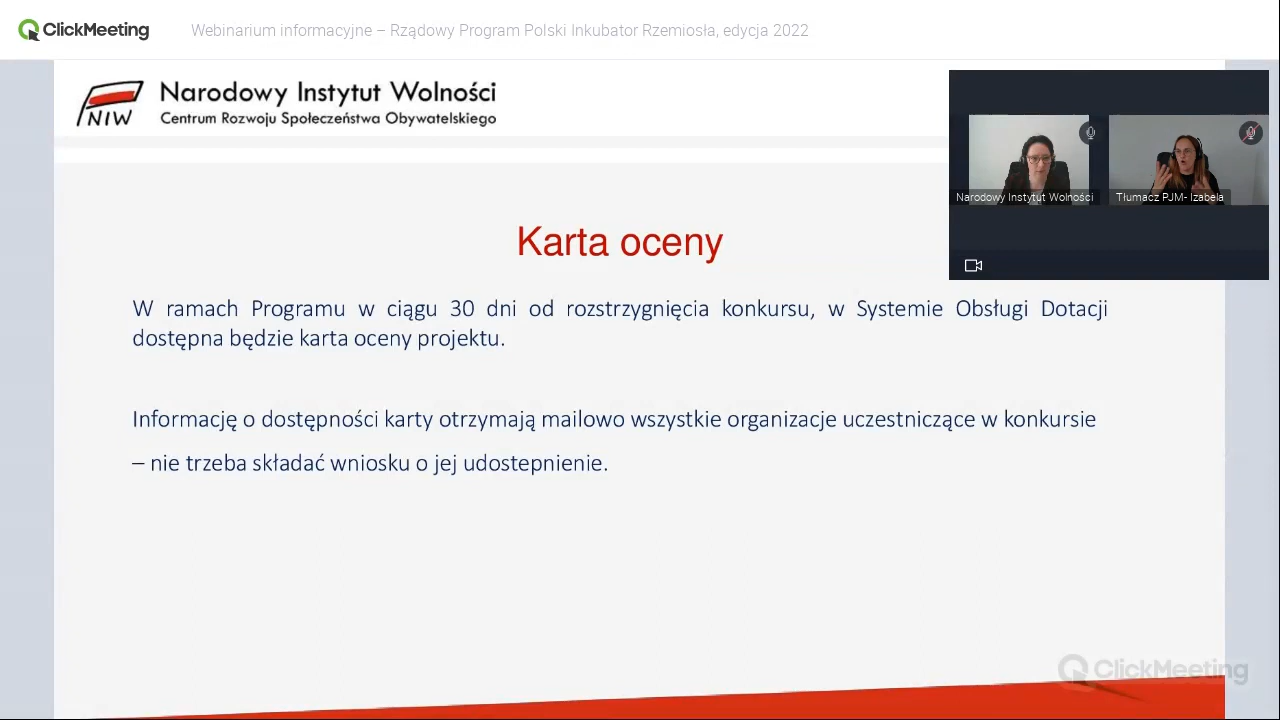 ClickMeeting
Webinarium informacyjne – Rządowy Program Polski Inkubator Rzemiosła, edycja 2022
NIW
Narodowy Instytut Wolności
Centrum Rozwoju Społeczeństwa Obywatelskiego
Narodowy Instytut Wolności
Tłumacz PJM- Izabela
Karta oceny
W ramach Programu w ciągu 30 dni od rozstrzygnięcia konkursu, w Systemie Obsługi Dotacji
dostępna będzie karta oceny projektu.
Informację o dostępności karty otrzymają mailowo wszystkie organizacje uczestniczące w konkursie
– nie trzeba składać wniosku o jej udostepnienie.
ClickMeeting